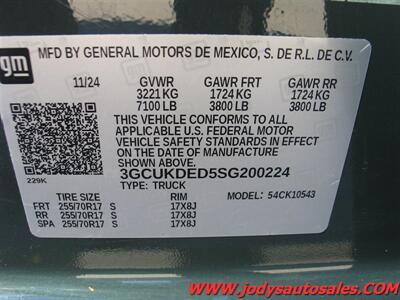 gm
MFD BY GENERAL MOTORS DE MEXICO, S. DE R.L. DE C.V.
11/24 GVWR GAWR FRT GAWR RR
3221 KG 1724 KG 1724 KG
7100 LB 3800 LB 3800 LB
THIS VEHICLE CONFORMS TO ALL
APPLICABLE U.S. FEDERAL MOTOR
VEHICLE SAFETY STANDARDS IN EFFECT
ON THE DATE OF MANUFACTURE
SHOWN ABOVE.
229K 3GCUKDED5SG200224
TYPE: TRUCK MODEL: 54CK10543
TIRE SIZE RIM
FRT 255/70R17 S 17X8J
RR 255/70R17 S 17X8J
SPA 255/70R17 S 17X8J
www.jodysautosales.com